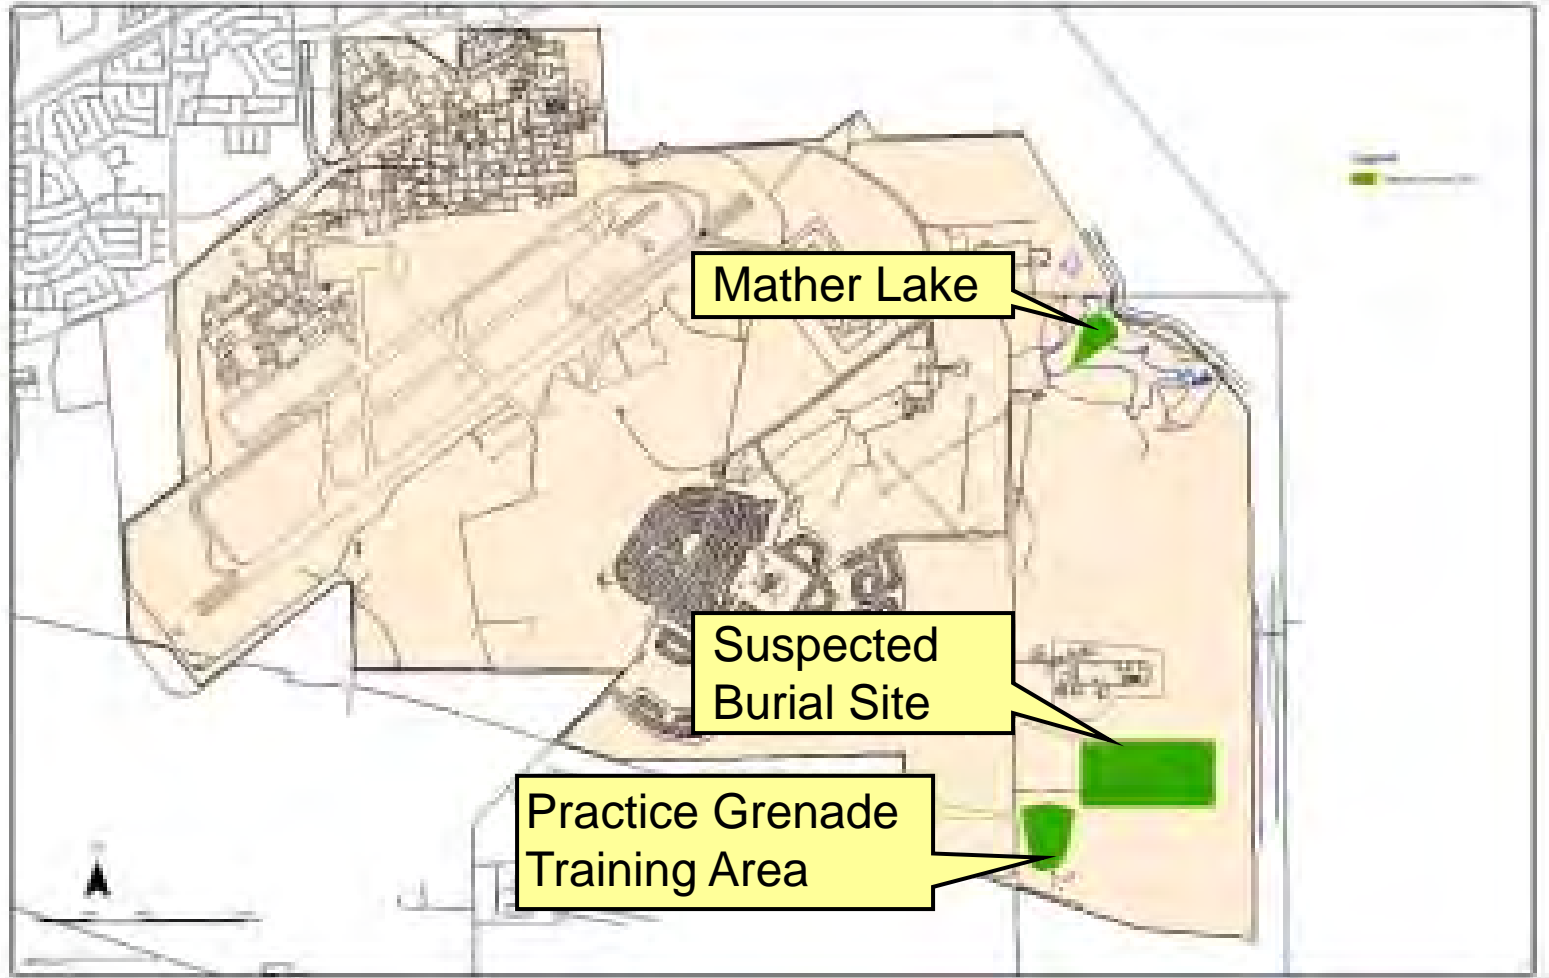 Mather Lake
Suspected
Burial Site
Practice Grenade
Training Area